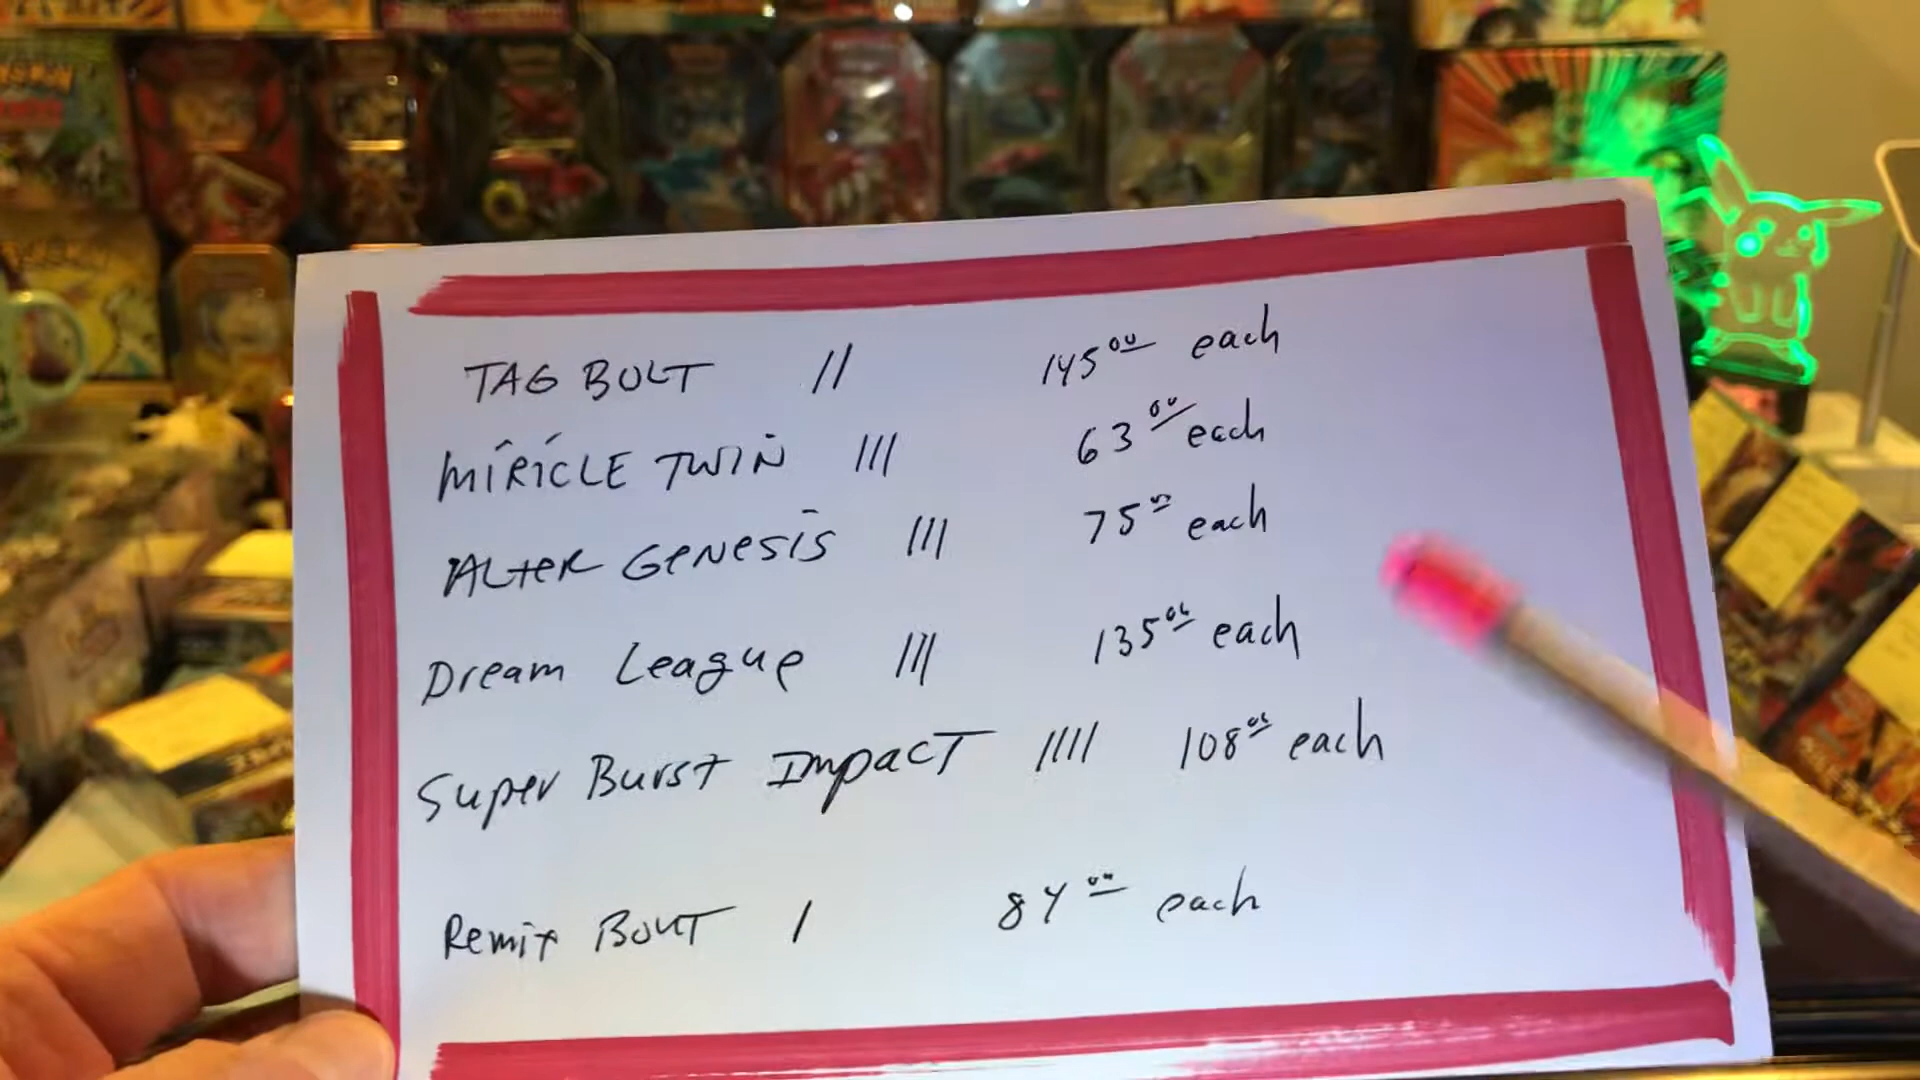 TAG BOLT // 145.00 each
MIRICLE TWIN /// 63.00 each
ALTER GENESIS /// 75.00 each
Dream League /// 135.00 each
Super Burst Impact //// 108.00 each
Remix BOUT / 84.00 each